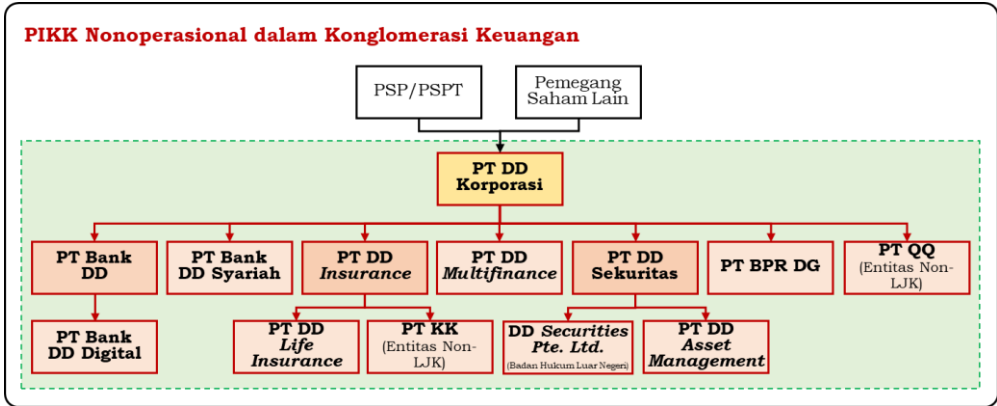 PIKK Nonoperasional dalam Konglomerasi Keuangan
PSP/PSPT
Pemegang
Saham Lain
PT DD
Korporasi
PT Bank
DD
PT Bank
DD Syariah
PT DD
Insurance
PT DD
Multifinance
PT DD
Sekuritas
PT BPR DG
PT QQ
(Entitas Non-
LJK)
PT Bank
DD Digital
PT DD
Life
Insurance
PT KK
(Entitas Non-
LJK)
DD Securities
Pte. Ltd.
(Badan Hukum Luar Negeri)
PT DD
Asset
Management